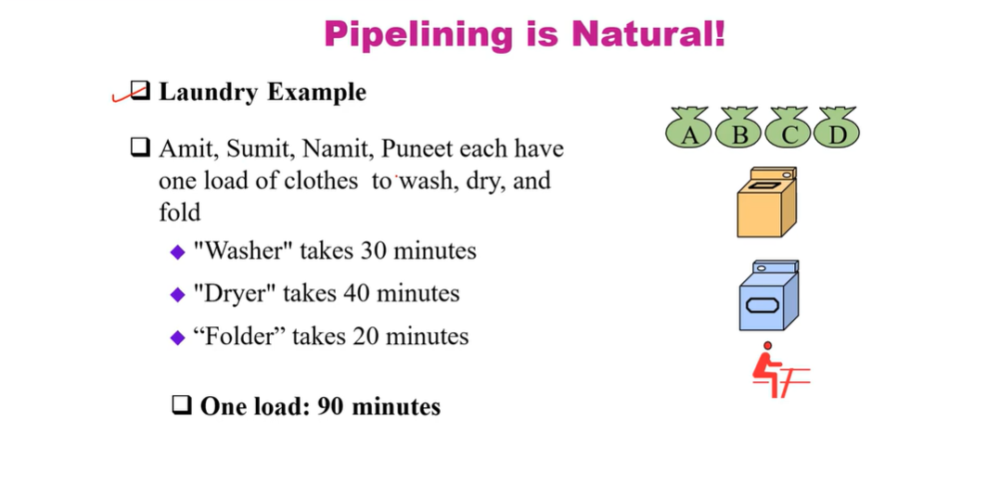 Pipelining is Natural!
Laundry Example
A B C D
Amit, Sumit, Namit, Puneet each have
one load of clothes to wash, dry, and
fold
"Washer" takes 30 minutes
"Dryer" takes 40 minutes
“Folder” takes 20 minutes
One load: 90 minutes